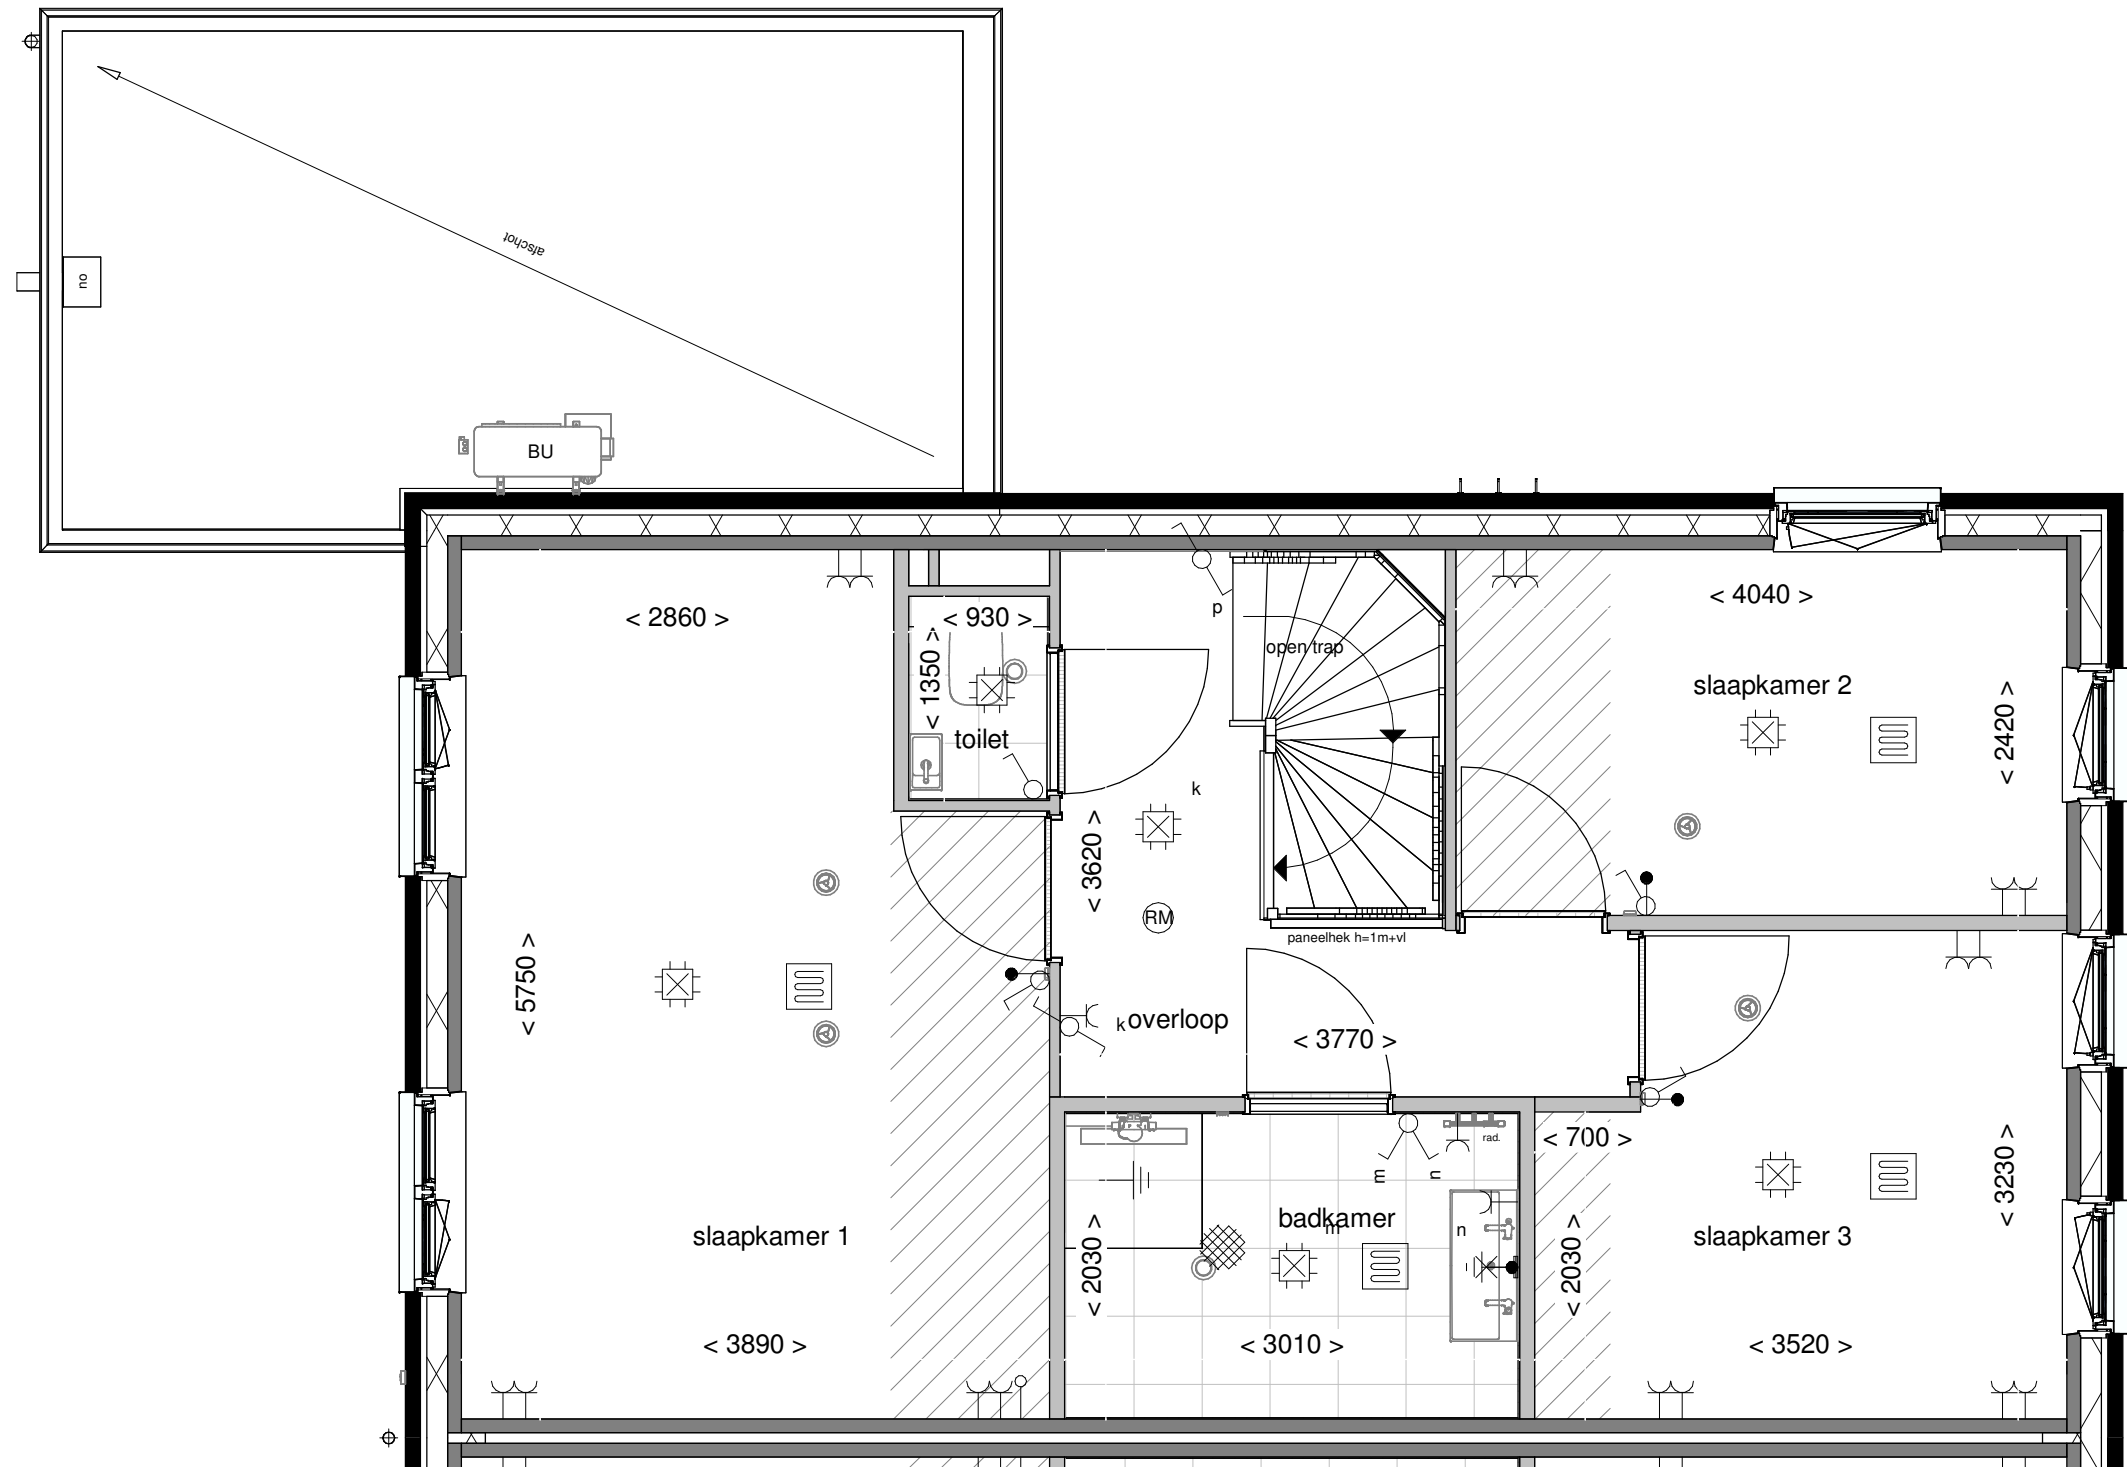 afschot
no
BU
< 2860 >
< 930 >
< 1350 >
toilet
p
open trap
< 4040 >
slaapkamer 2
< 2420 >
k
< 3620 >
RM
paneelhek h=1m+vl
< 5750 >
k
overloop
< 3770 >
< 700 >
rad.
m
n
< 3230 >
slaapkamer 1
badkamer
m
n
slaapkamer 3
< 2030 >
< 2030 >
< 3890 >
< 3010 >
< 3520 >